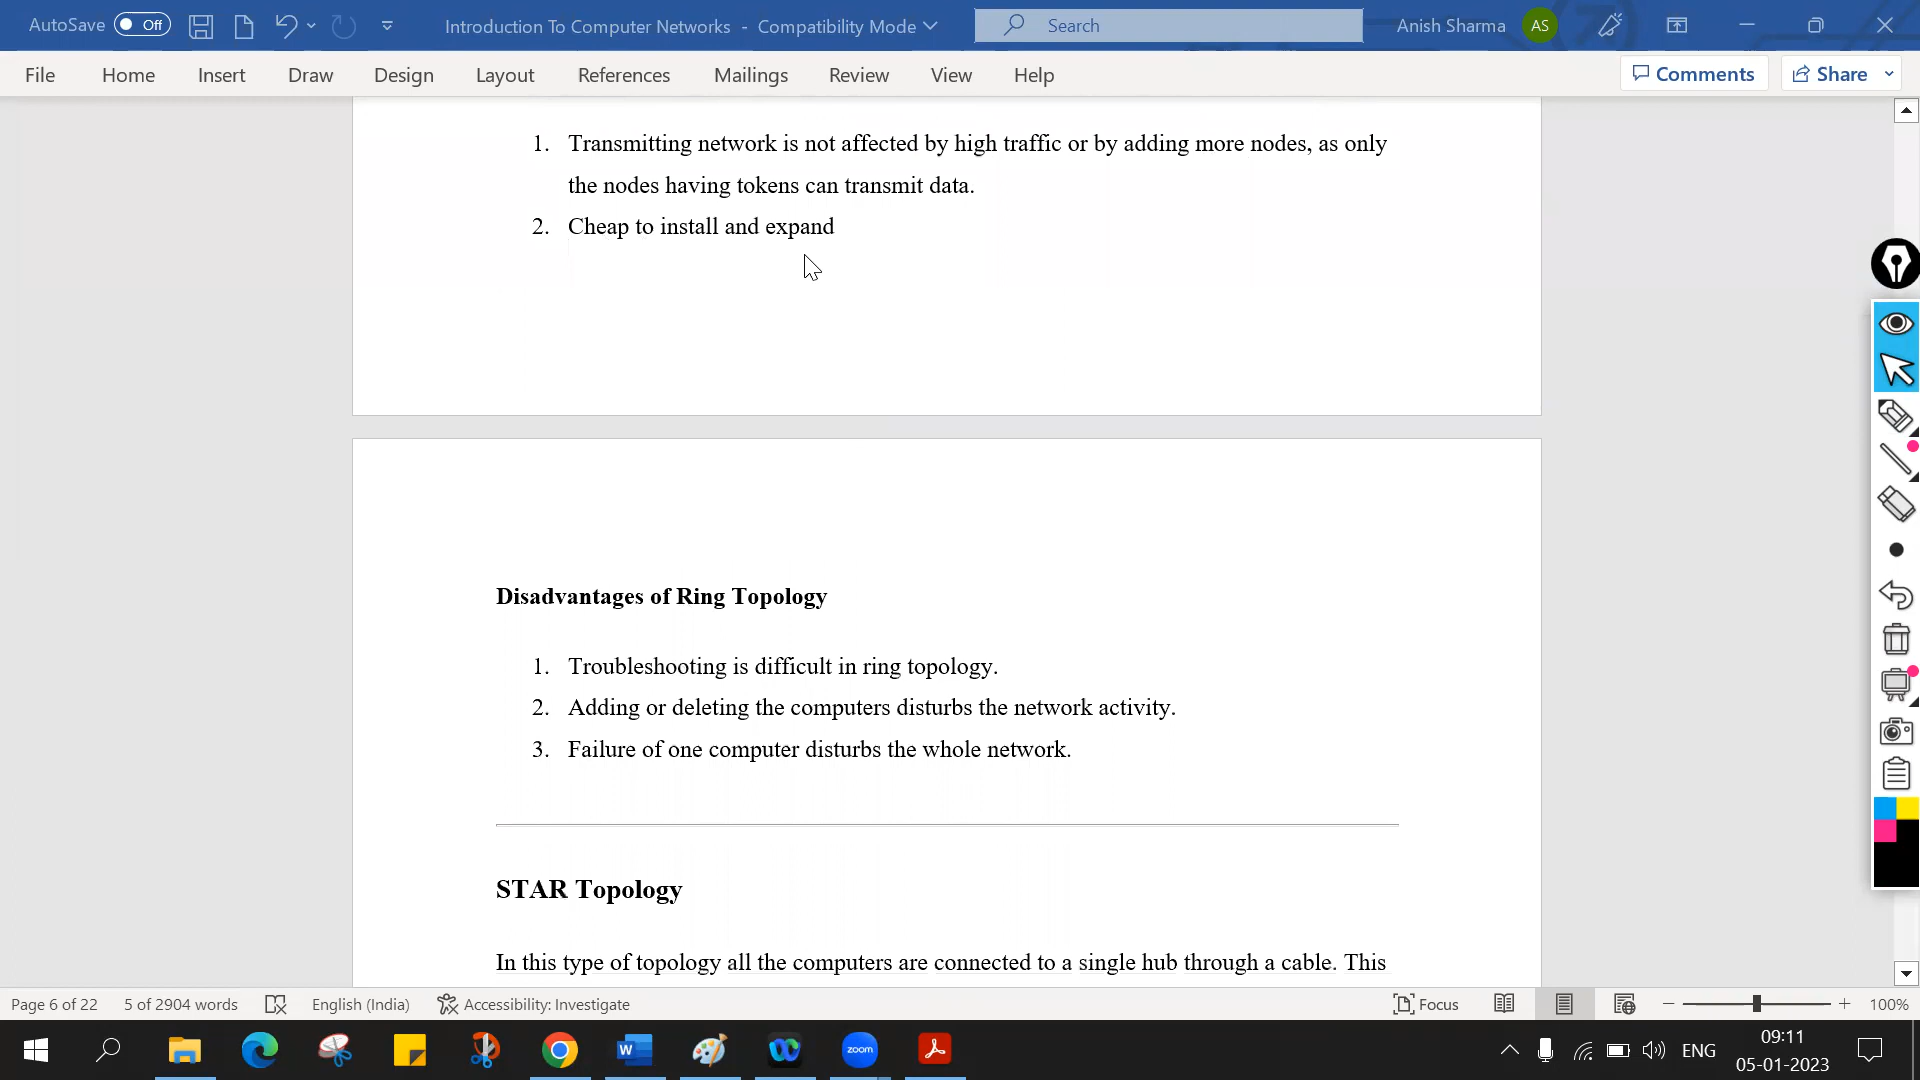 AutoSave Off Introduction To Computer Networks - Compatibility Mode Search Anish Sharma AS
File Home Insert Draw Design Layout References Mailings Review View Help Comments Share
1. Transmitting network is not affected by high traffic or by adding more nodes, as only
the nodes having tokens can transmit data.
2. Cheap to install and expand
Disadvantages of Ring Topology
1. Troubleshooting is difficult in ring topology.
2. Adding or deleting the computers disturbs the network activity.
3. Failure of one computer disturbs the whole network.
STAR Topology
In this type of topology all the computers are connected to a single hub through a cable. This
Page 6 of 22 5 of 2904 words English (India) Accessibility: Investigate Focus 100%
W zoom ENG 09:11
05-01-2023